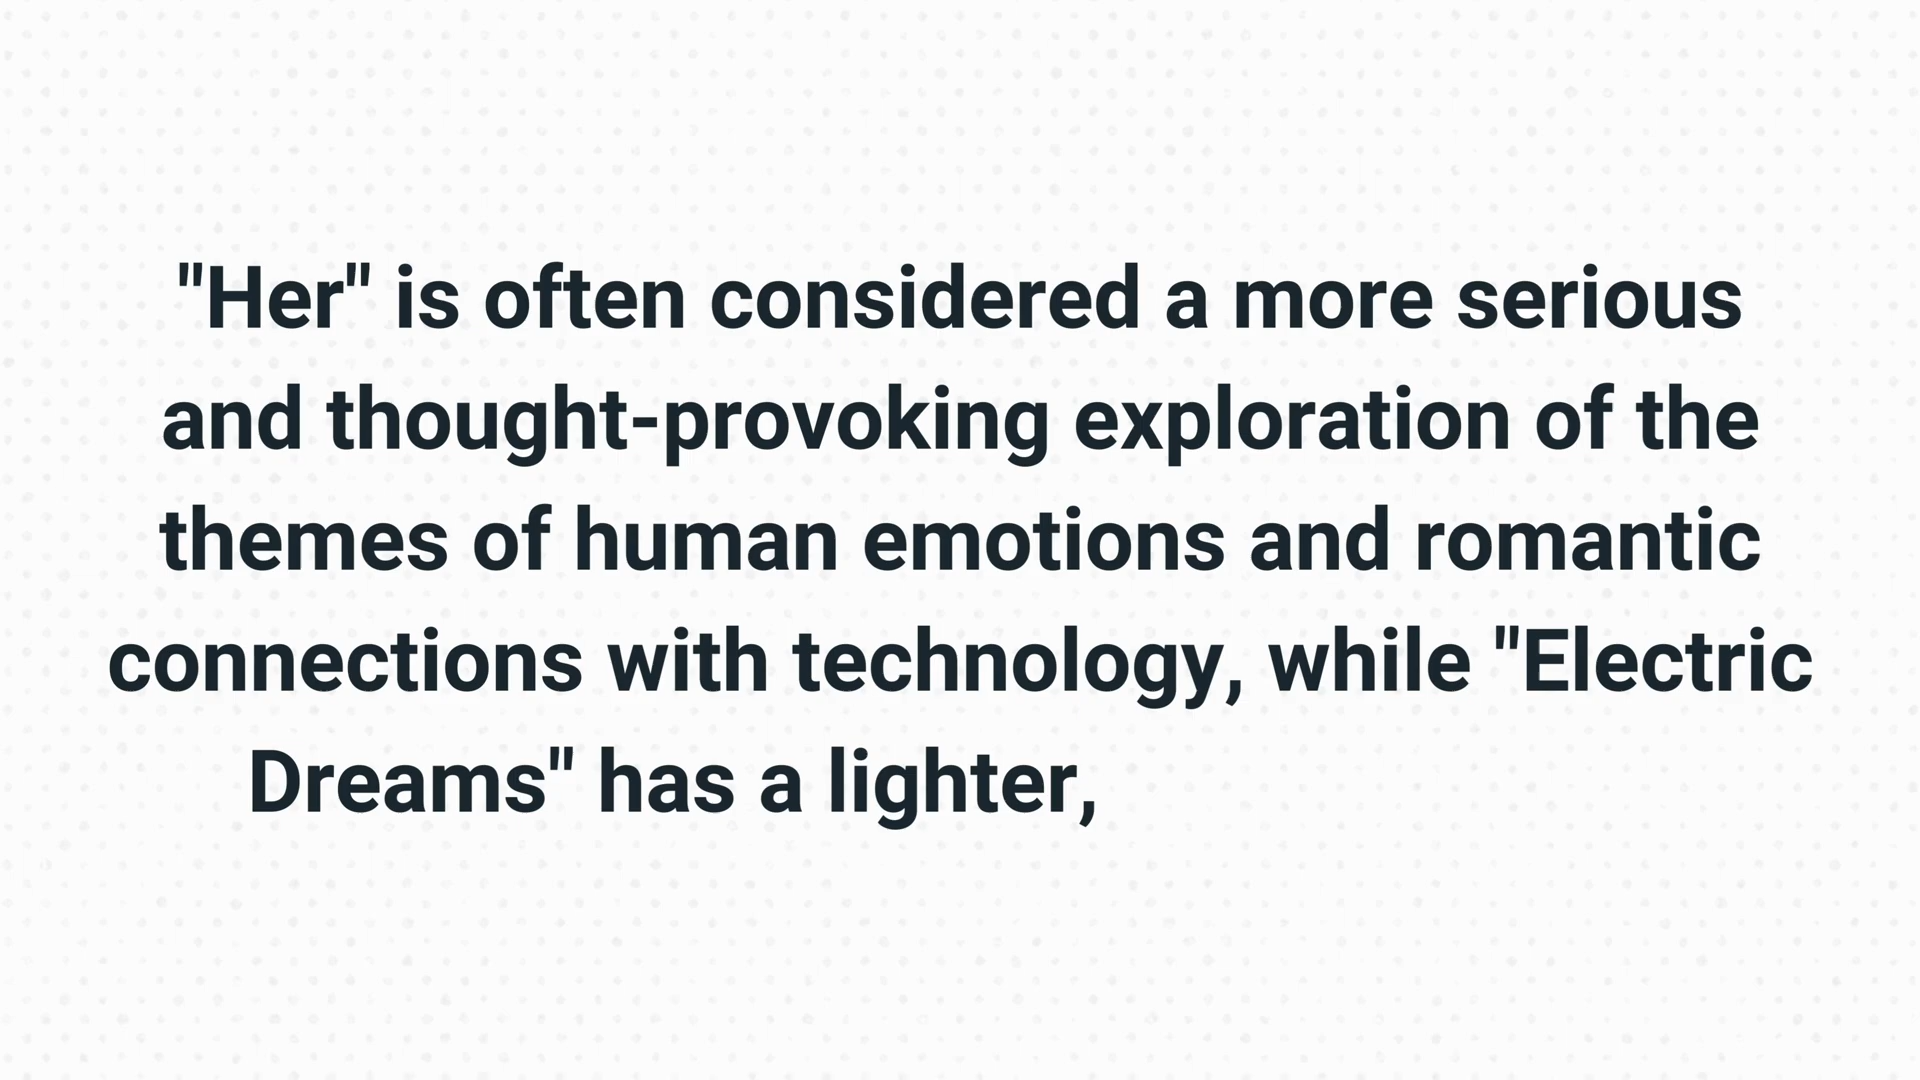 "Her" is often considered a more serious
and thought-provoking exploration of the
themes of human emotions and romantic
connections with technology, while "Electric
Dreams" has a lighter,